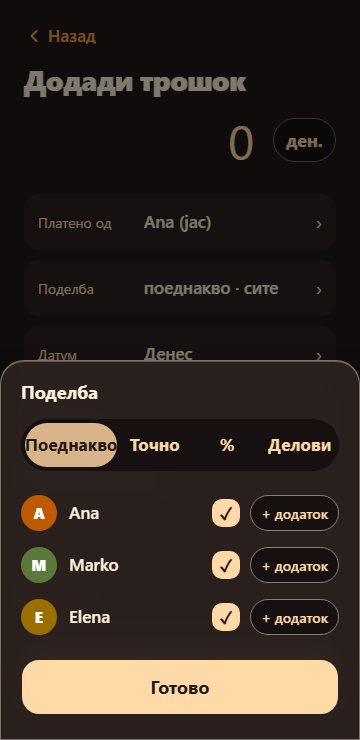 Назад
Додади трошок
0 ден.
Платено од Ana (јас) ›
Поделба поеднакво · сите ›
Датум Денес ›
Поделба
Поеднакво Точно % Делови
A Ana ✓ + додаток
M Marko ✓ + додаток
E Elena ✓ + додаток
Готово